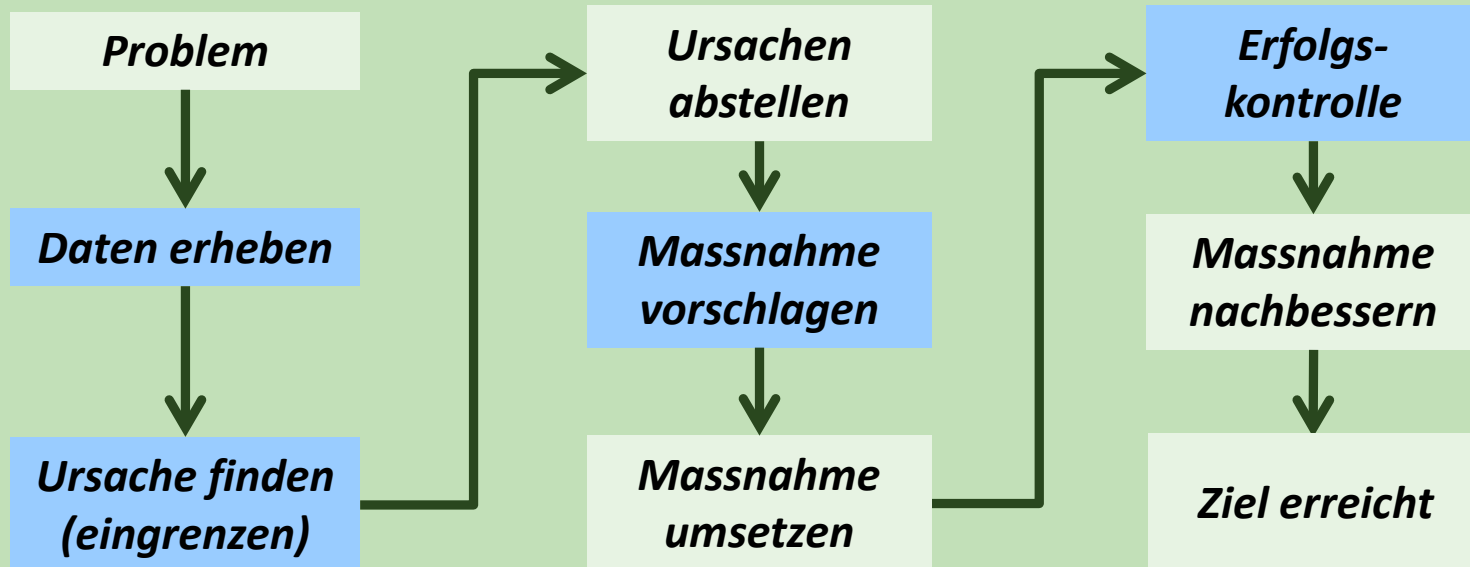 Problem
Daten erheben
Ursache finden
(eingrenzen)
Ursachen
abstellen
Massnahme
vorschlagen
Massnahme
umsetzen
Erfolgs-
kontrolle
Massnahme
nachbessern
Ziel erreicht